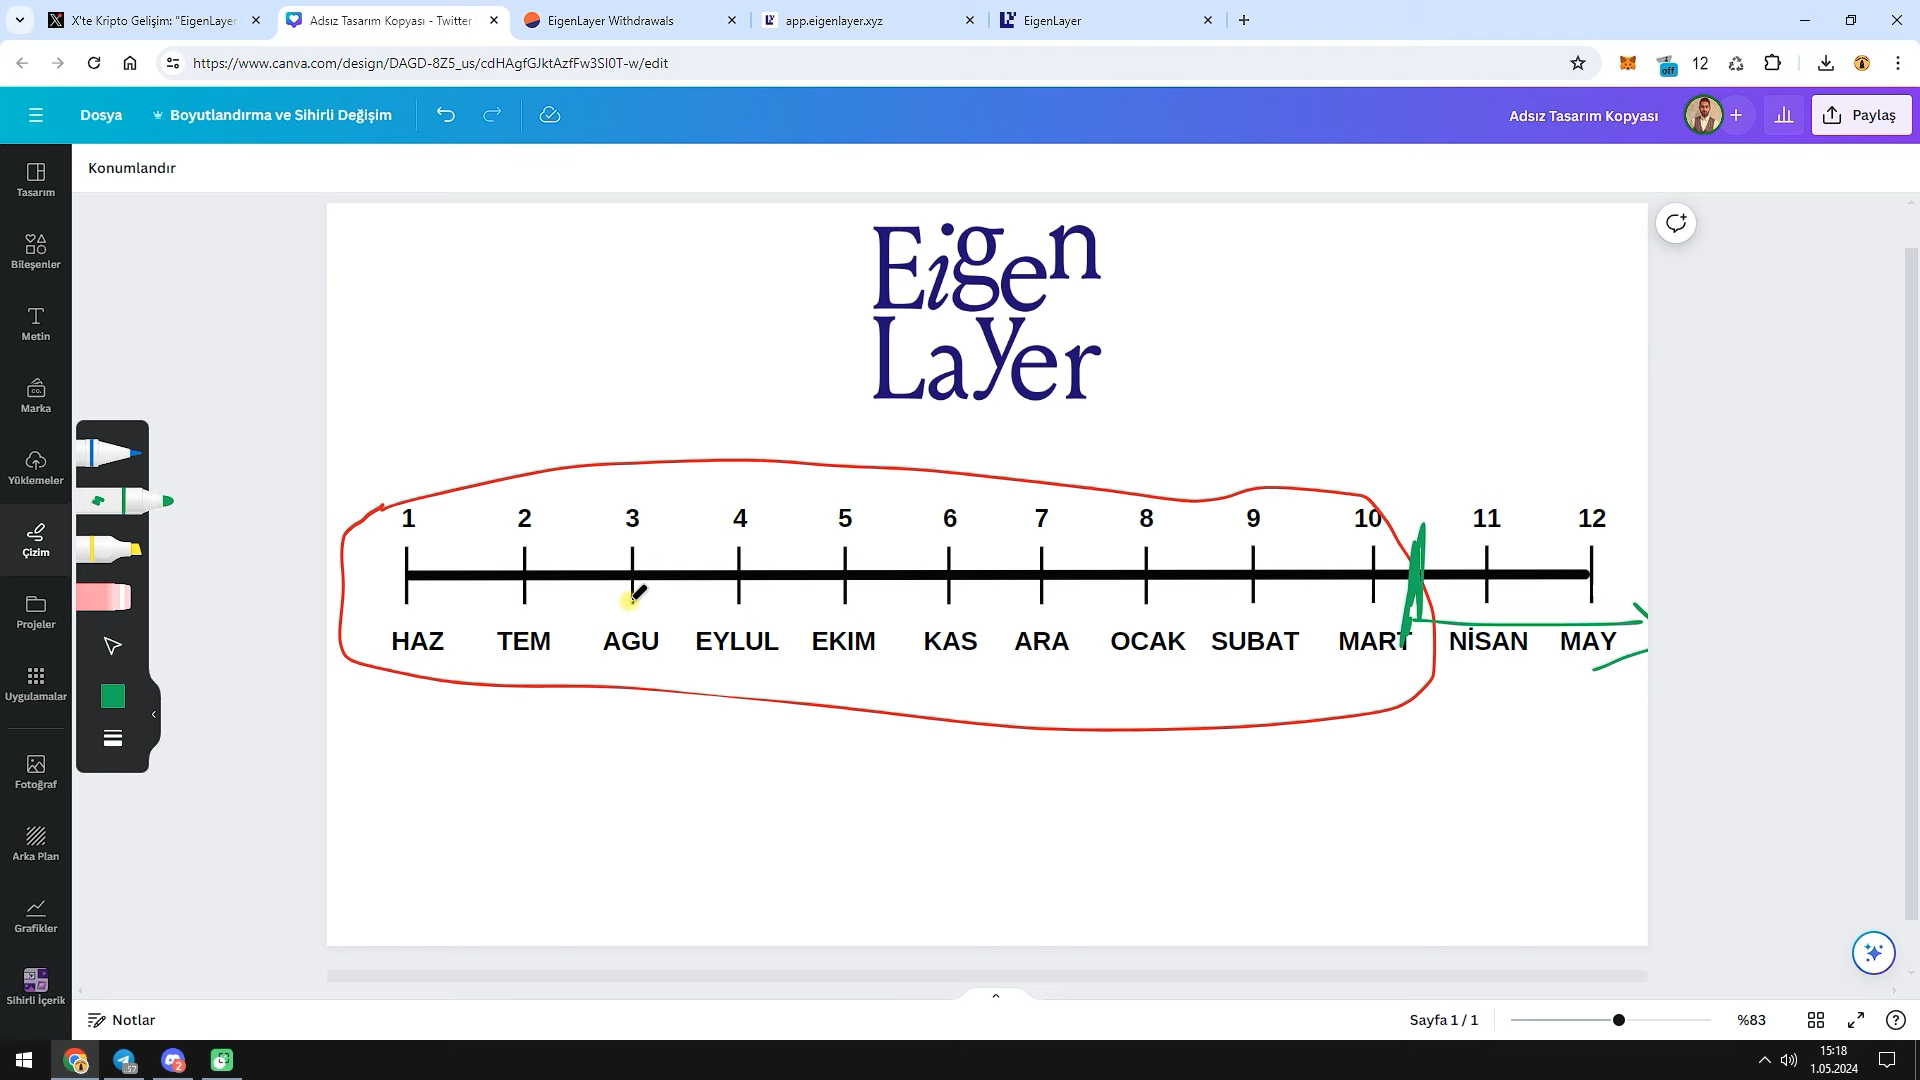 X'te Kripto Gelişim: "EigenLayer
Adsız Tasarım Kopyası - Twitter
EigenLayer Withdrawals
app.eigenlayer.xyz
EigenLayer
https://www.canva.com/design/DAGD-8Z5_us/cdHAgfGJktAzfFw3SI0T-w/edit
off
12
Dosya
Boyutlandırma ve Sihirli Değişim
Adsız Tasarım Kopyası
Paylaş
Konumlandır
Tasarım
Bileşenler
Metin
CO.
Marka
Yüklemeler
Çizim
Projeler
Uygulamalar
Fotoğraf
Arka Plan
Grafikler
Sihirli İçerik
Eigen
Layer
1 2 3 4 5 6 7 8 9 10 11 12
HAZ TEM AGU EYLUL EKIM KAS ARA OCAK SUBAT MART NİSAN MAY
Notlar
Sayfa 1 / 1
%83
57
2
15:18
1.05.2024